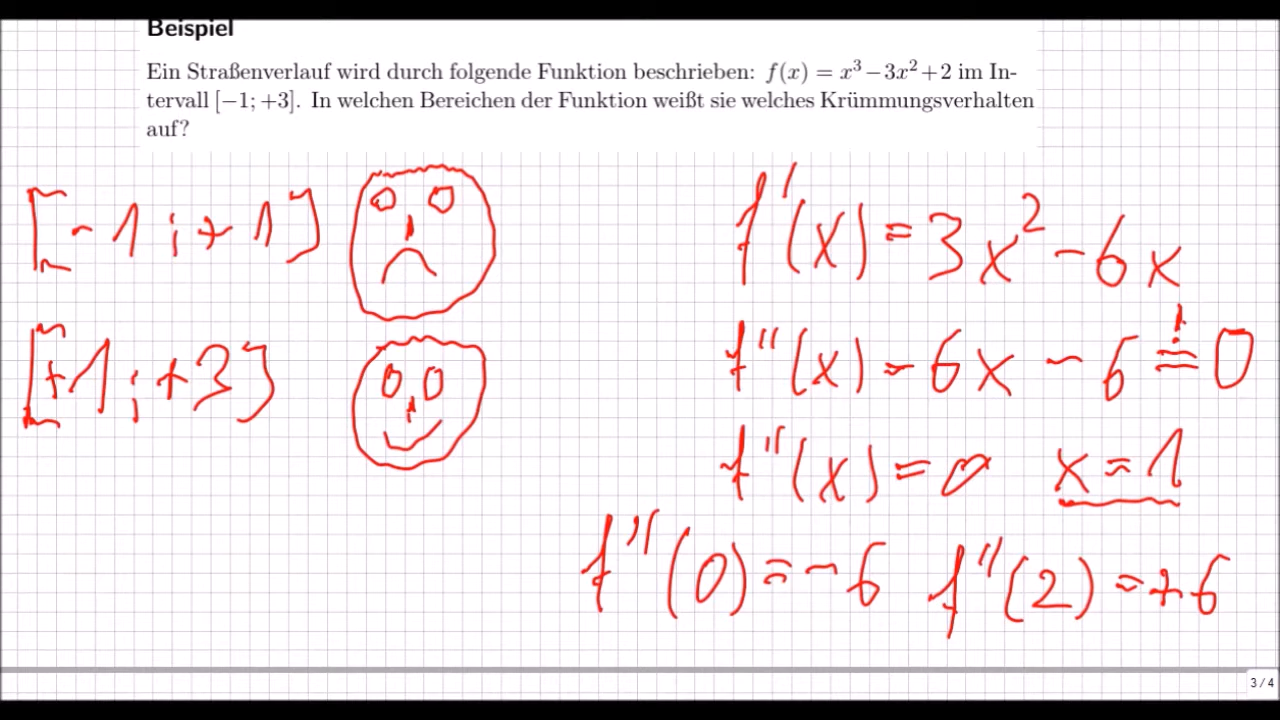 Beispiel
Ein Straßenverlauf wird durch folgende Funktion beschrieben: f(x) = x³ − 3x² + 2 im In-
tervall [−1; +3]. In welchen Bereichen der Funktion weißt sie welches Krümmungsverhalten
auf?
[-1 ; +1]
[+1 ; +3]
f'(x) = 3x² - 6x
f''(x) = 6x - 6 != 0
f''(x) = 0 x = 1
f''(0) = -6 f''(2) = +6
3 / 4